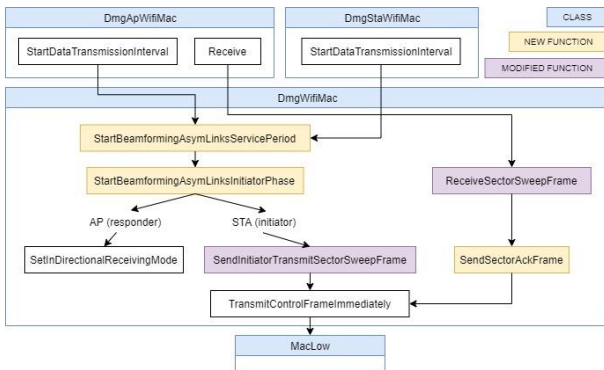 DmgApWifiMac
DmgStaWifiMac
CLASS
StartDataTransmissionInterval
Receive
StartDataTransmissionInterval
NEW FUNCTION
MODIFIED FUNCTION
DmgWifiMac
StartBeamformingAsymLinksServicePeriod
StartBeamformingAsymLinksInitiatorPhase
ReceiveSectorSweepFrame
AP (responder)
STA (initiator)
SetInDirectionalReceivingMode
SendInitiatorTransmitSectorSweepFrame
SendSectorAckFrame
TransmitControlFrameImmediately
MacLow